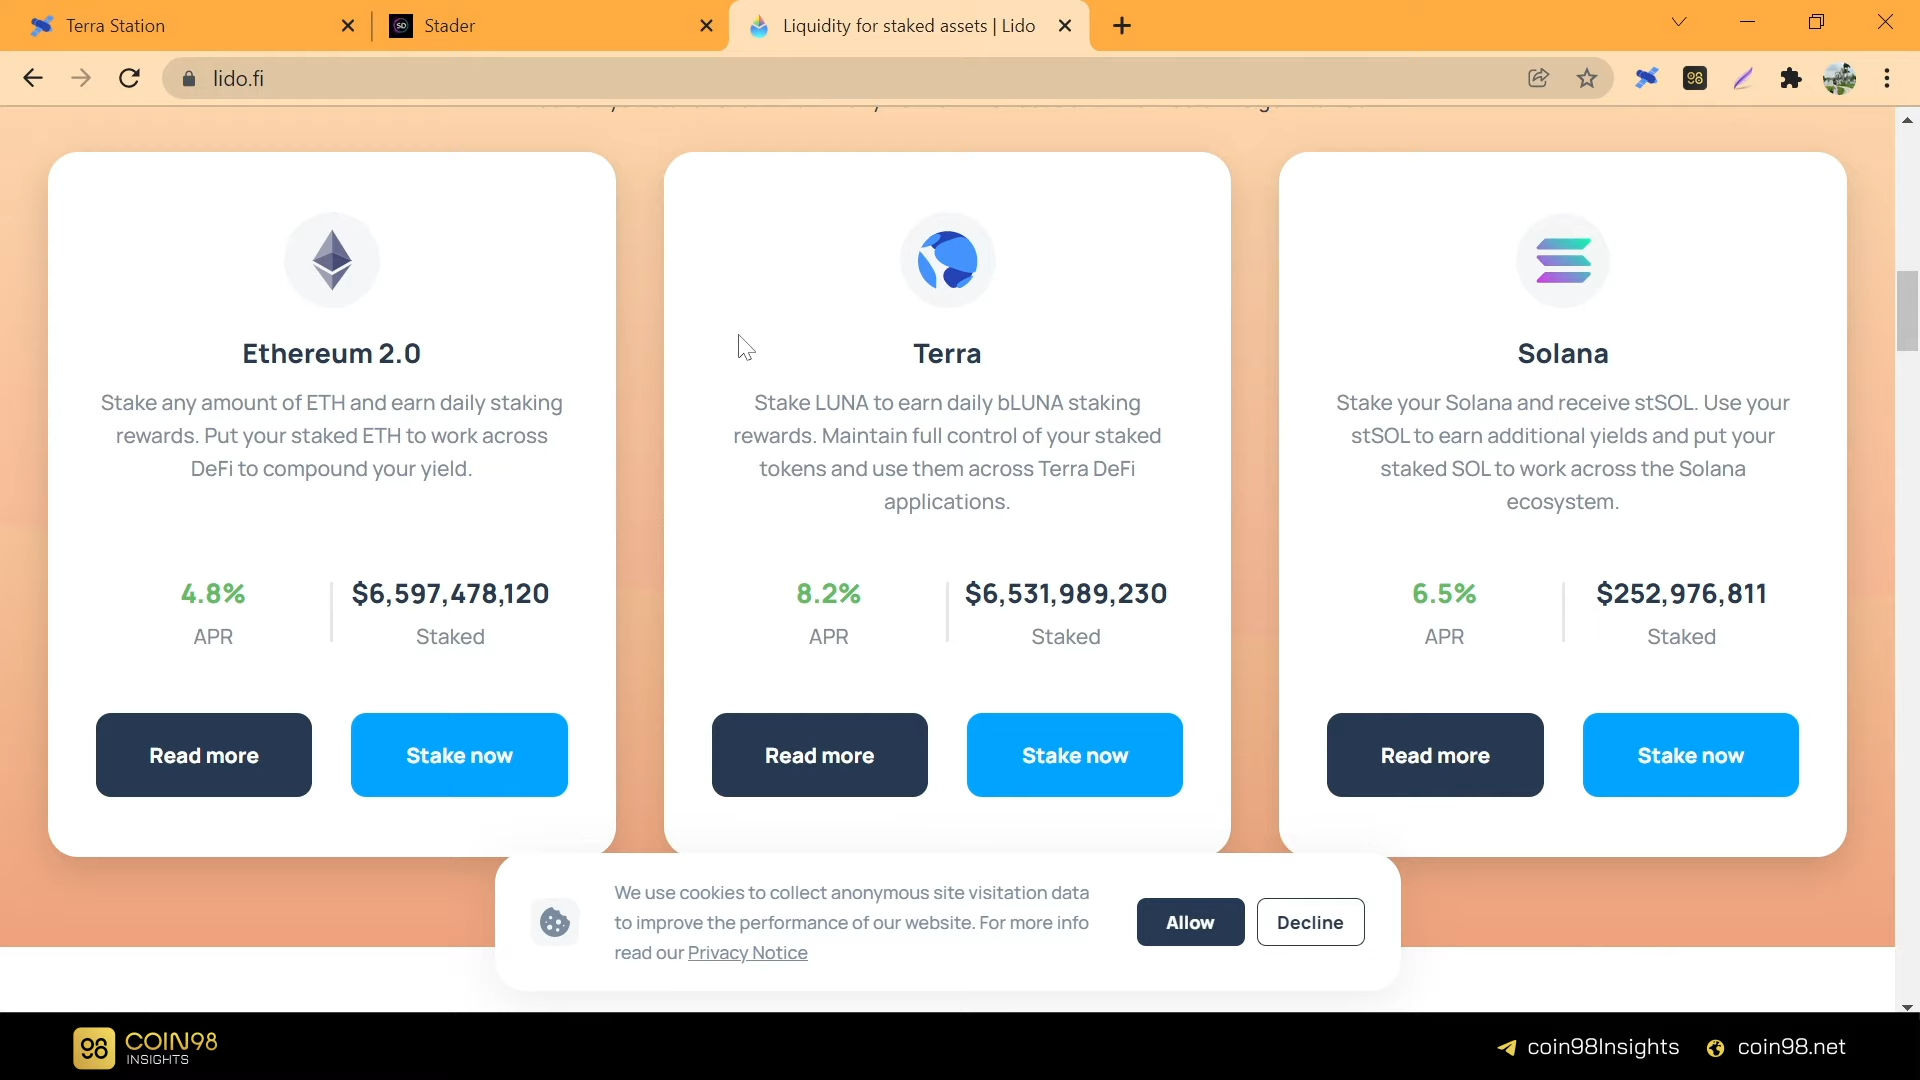 Terra Station
Stader
Liquidity for staked assets | Lido
lido.fi
98
Ethereum 2.0
Stake any amount of ETH and earn daily staking
rewards. Put your staked ETH to work across
DeFi to compound your yield.
4.8%
APR
$6,597,478,120
Staked
Read more
Stake now
Terra
Stake LUNA to earn daily bLUNA staking
rewards. Maintain full control of your staked
tokens and use them across Terra DeFi
applications.
8.2%
APR
$6,531,989,230
Staked
Read more
Stake now
Solana
Stake your Solana and receive stSOL. Use your
stSOL to earn additional yields and put your
staked SOL to work across the Solana
ecosystem.
6.5%
APR
$252,976,811
Staked
Read more
Stake now
We use cookies to collect anonymous site visitation data
to improve the performance of our website. For more info
read our Privacy Notice
Allow
Decline
98
COIN98
INSIGHTS
coin98Insights
coin98.net